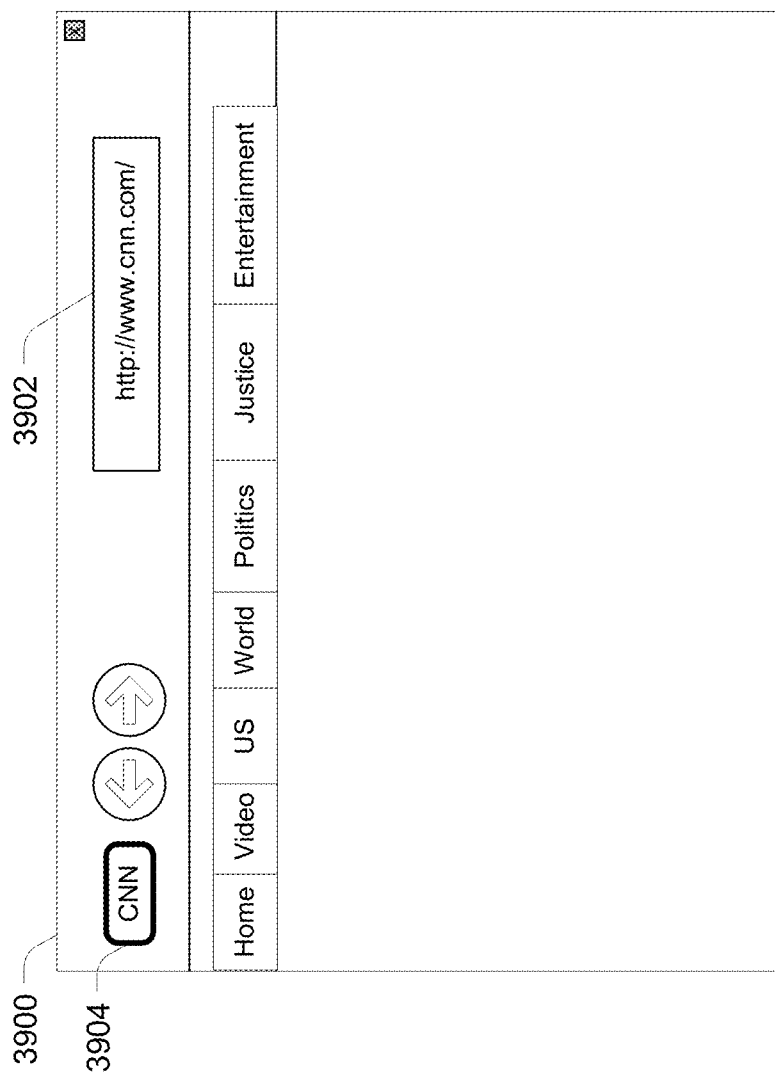 3900
3902
3904
CNN
http://www.cnn.com/
x
Home
Video
US
World
Politics
Justice
Entertainment